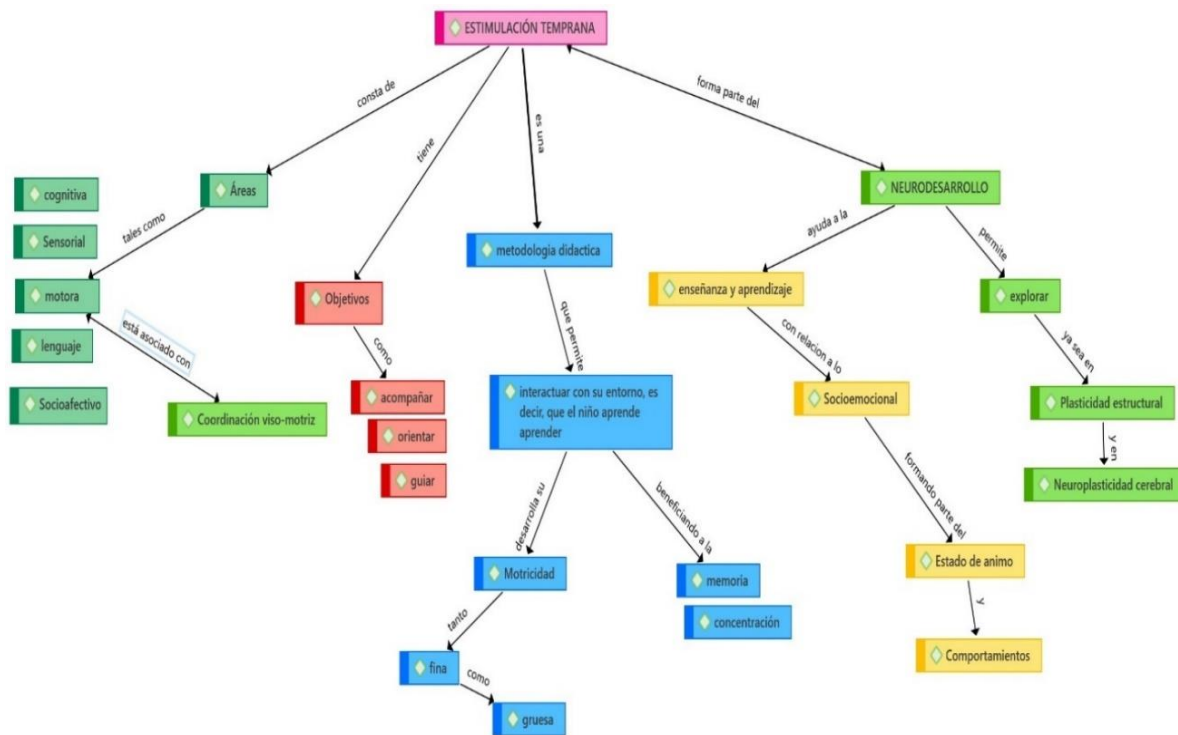 ESTIMULACIÓN TEMPRANA
consta de
tiene
es una
forma parte del
Áreas
tales como
cognitiva
Sensorial
motora
lenguaje
Socioafectivo
está asociado con
Coordinación viso-motriz
Objetivos
como
acompañar
orientar
guiar
metodologia didactica
que permite
interactuar con su entorno, es
decir, que el niño aprende
aprender
desarrolla su
Motricidad
tanto
fina
como
gruesa
beneficiando a la
memoria
concentración
NEURODESARROLLO
ayuda a la
enseñanza y aprendizaje
con relacion a lo
Socioemocional
formando parte del
Estado de animo
y
Comportamientos
permite
explorar
ya sea en
Plasticidad estructural
y en
Neuroplasticidad cerebral